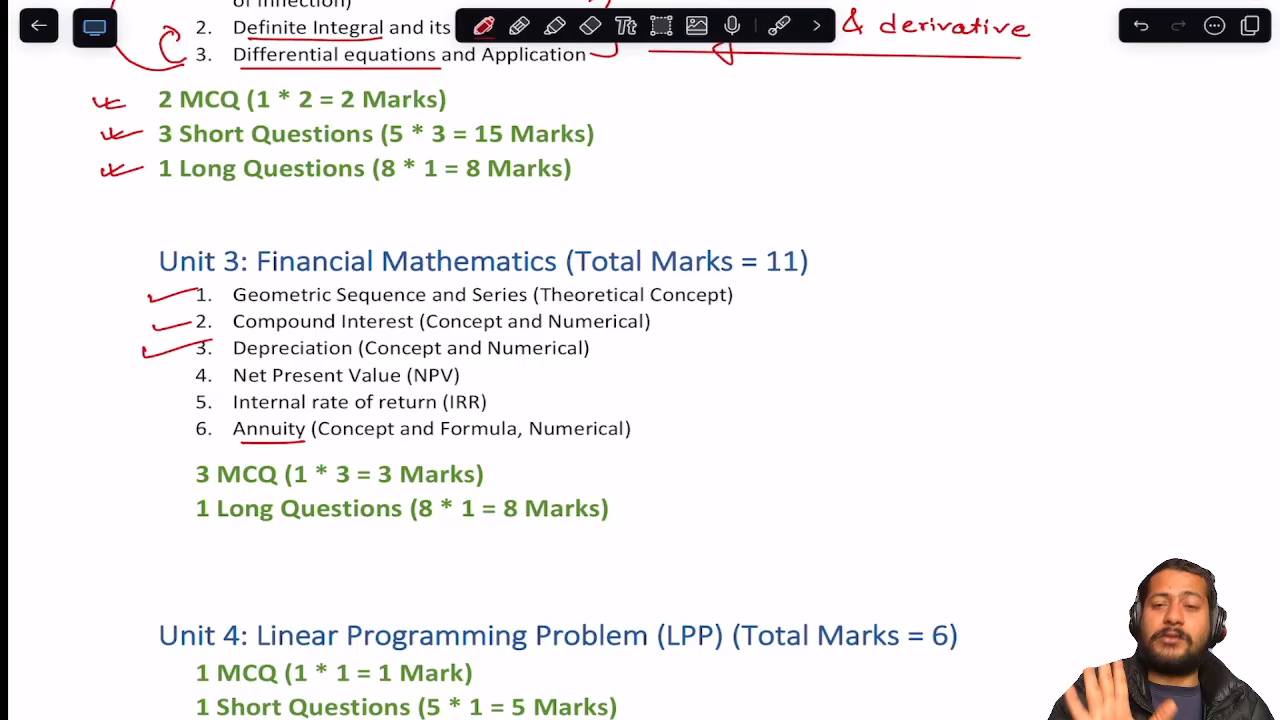 of inflection)
2. Definite Integral and its
& derivative
3. Differential equations and Application
2 MCQ (1 * 2 = 2 Marks)
3 Short Questions (5 * 3 = 15 Marks)
1 Long Questions (8 * 1 = 8 Marks)
Unit 3: Financial Mathematics (Total Marks = 11)
1. Geometric Sequence and Series (Theoretical Concept)
2. Compound Interest (Concept and Numerical)
3. Depreciation (Concept and Numerical)
4. Net Present Value (NPV)
5. Internal rate of return (IRR)
6. Annuity (Concept and Formula, Numerical)
3 MCQ (1 * 3 = 3 Marks)
1 Long Questions (8 * 1 = 8 Marks)
Unit 4: Linear Programming Problem (LPP) (Total Marks = 6)
1 MCQ (1 * 1 = 1 Mark)
1 Short Questions (5 * 1 = 5 Marks)